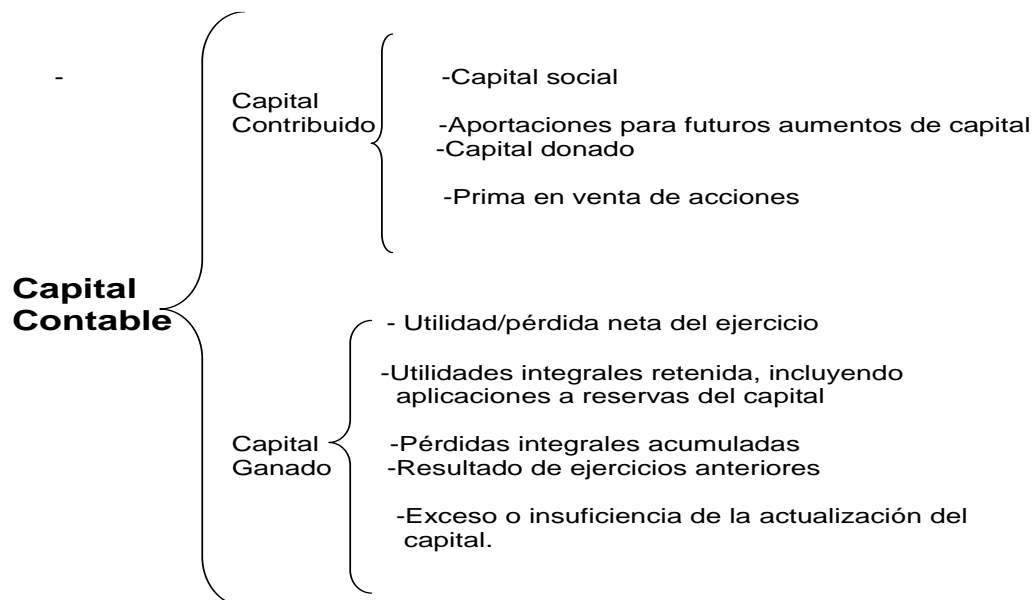 -
-Capital social
Capital
Contribuido
-Aportaciones para futuros aumentos de capital
-Capital donado
-Prima en venta de acciones
Capital
Contable
- Utilidad/pérdida neta del ejercicio
-Utilidades integrales retenida, incluyendo
aplicaciones a reservas del capital
Capital
Ganado
-Pérdidas integrales acumuladas
-Resultado de ejercicios anteriores
-Exceso o insuficiencia de la actualización del
capital.